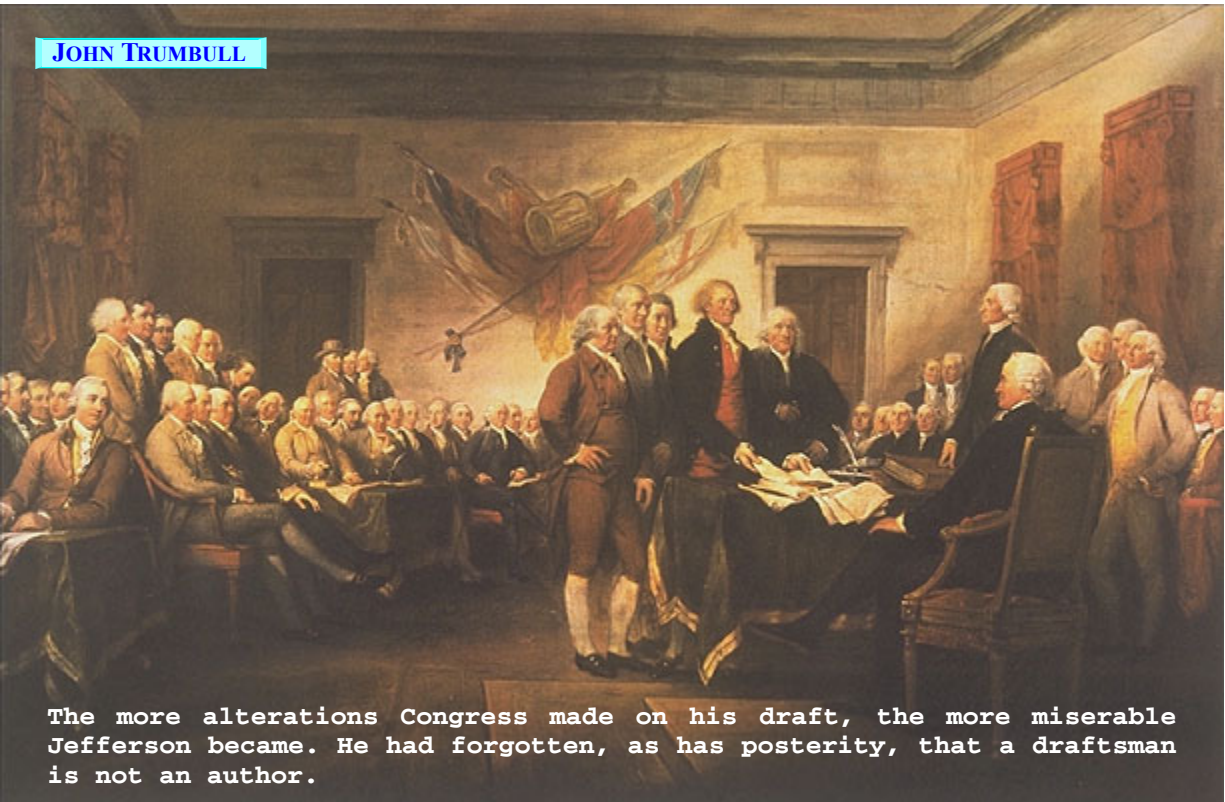 JOHN TRUMBULL
The more alterations Congress made on his draft, the more miserable
Jefferson became. He had forgotten, as has posterity, that a draftsman
is not an author.